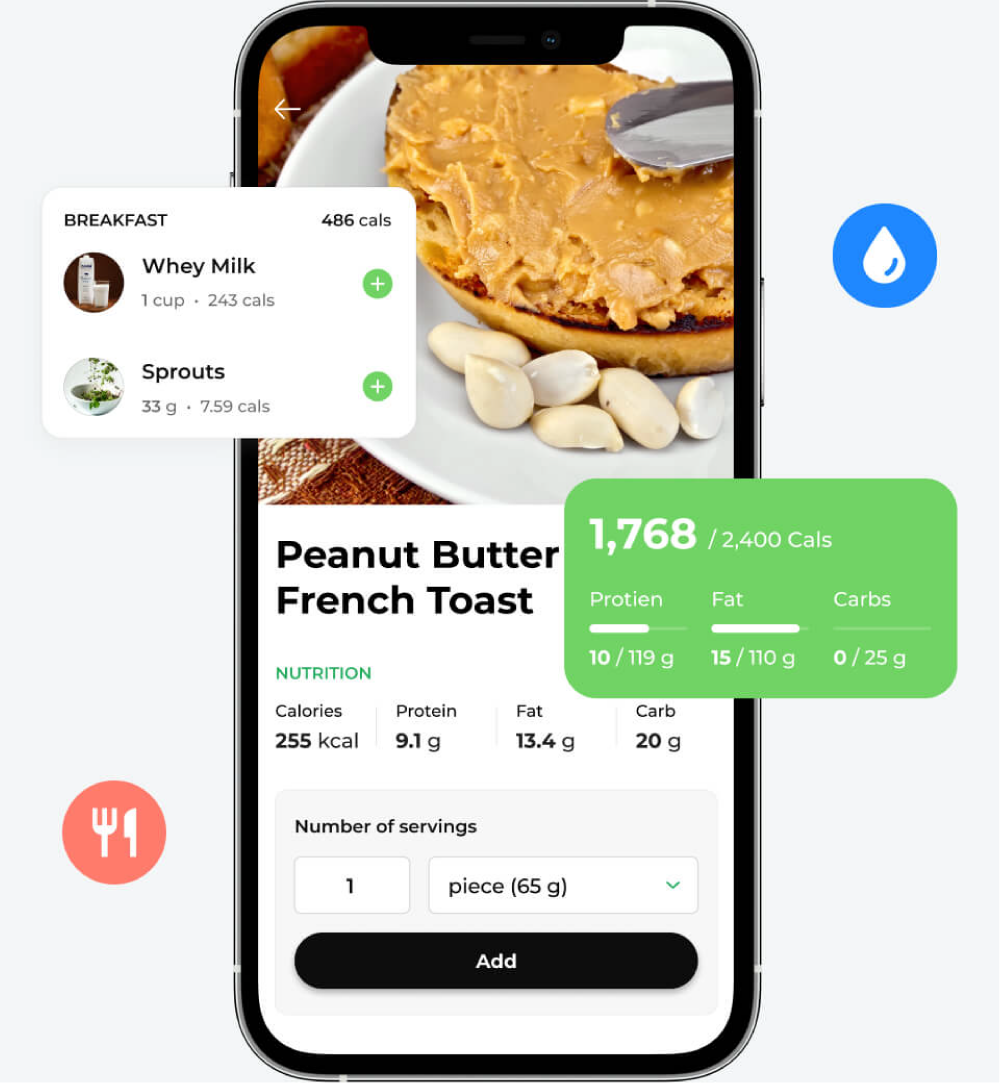 BREAKFAST 486 cals
Whey Milk
1 cup • 243 cals
Sprouts
33 g • 7.59 cals
1,768 / 2,400 Cals
Protien Fat Carbs
10 / 119 g 15 / 110 g 0 / 25 g
Peanut Butter
French Toast
NUTRITION
Calories Protein Fat Carb
255 kcal 9.1 g 13.4 g 20 g
Number of servings
1 piece (65 g)
Add